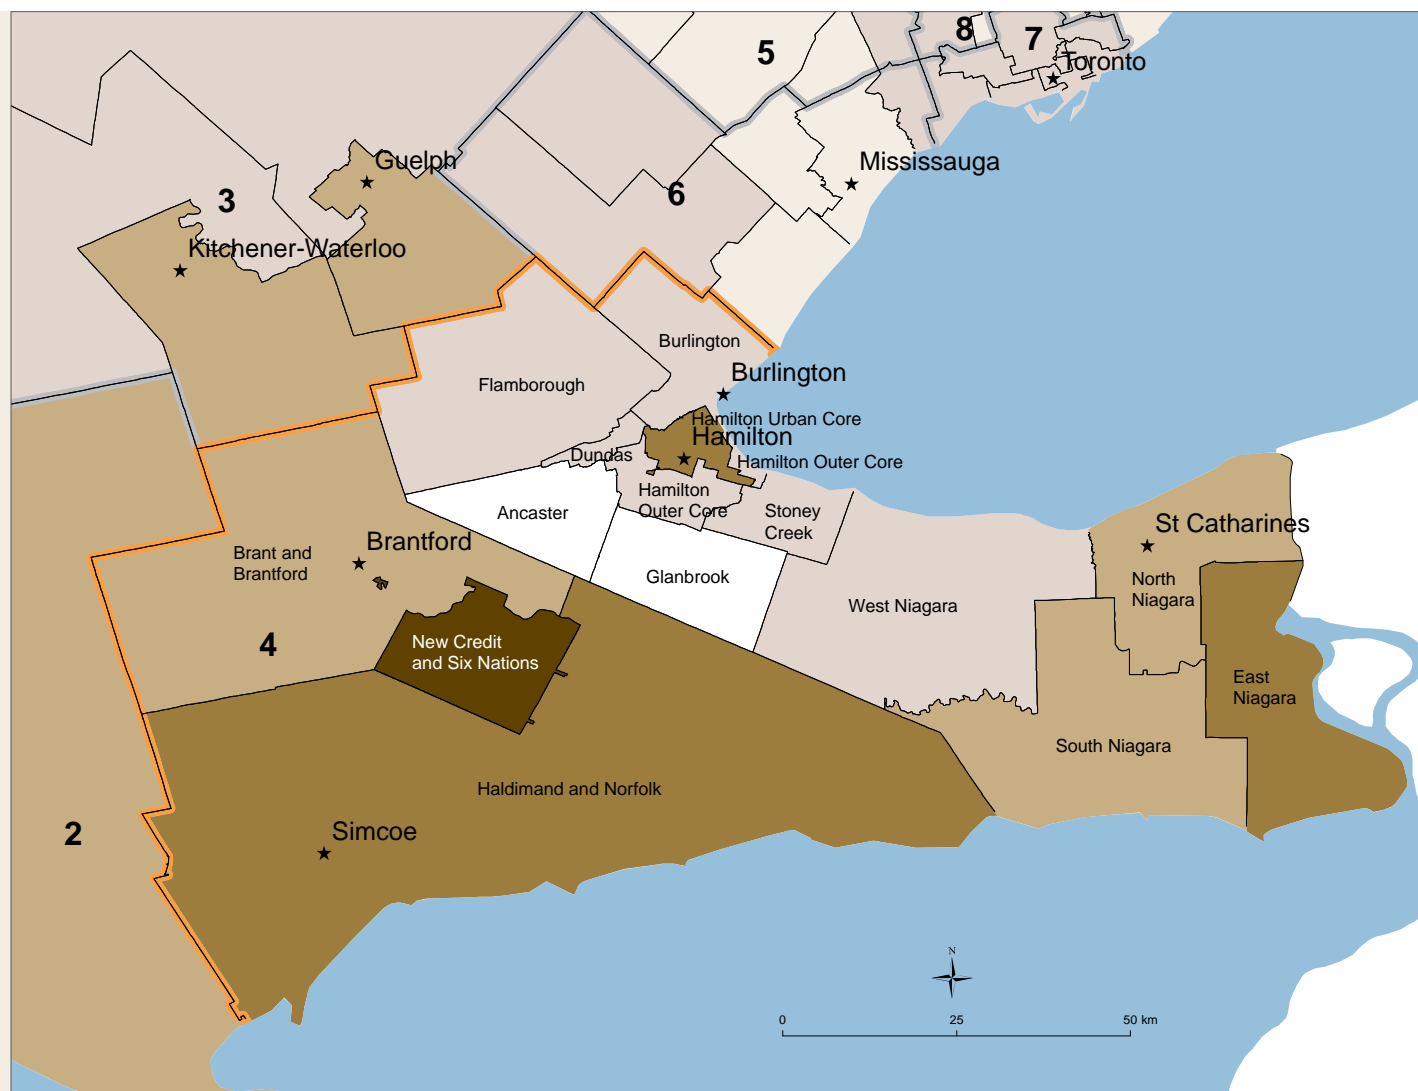 8
7
5
Toronto
Guelph
Mississauga
3
6
Kitchener-Waterloo
Burlington
Burlington
Flamborough
Hamilton Urban Core
Hamilton
Dundas
Hamilton Outer Core
Hamilton
Outer Core
Ancaster
Stoney
Creek
St Catharines
Brantford
Brant and
Brantford
Glanbrook
North
Niagara
West Niagara
4
New Credit
and Six Nations
East
Niagara
South Niagara
Haldimand and Norfolk
2
Simcoe
N
0
25
50 km